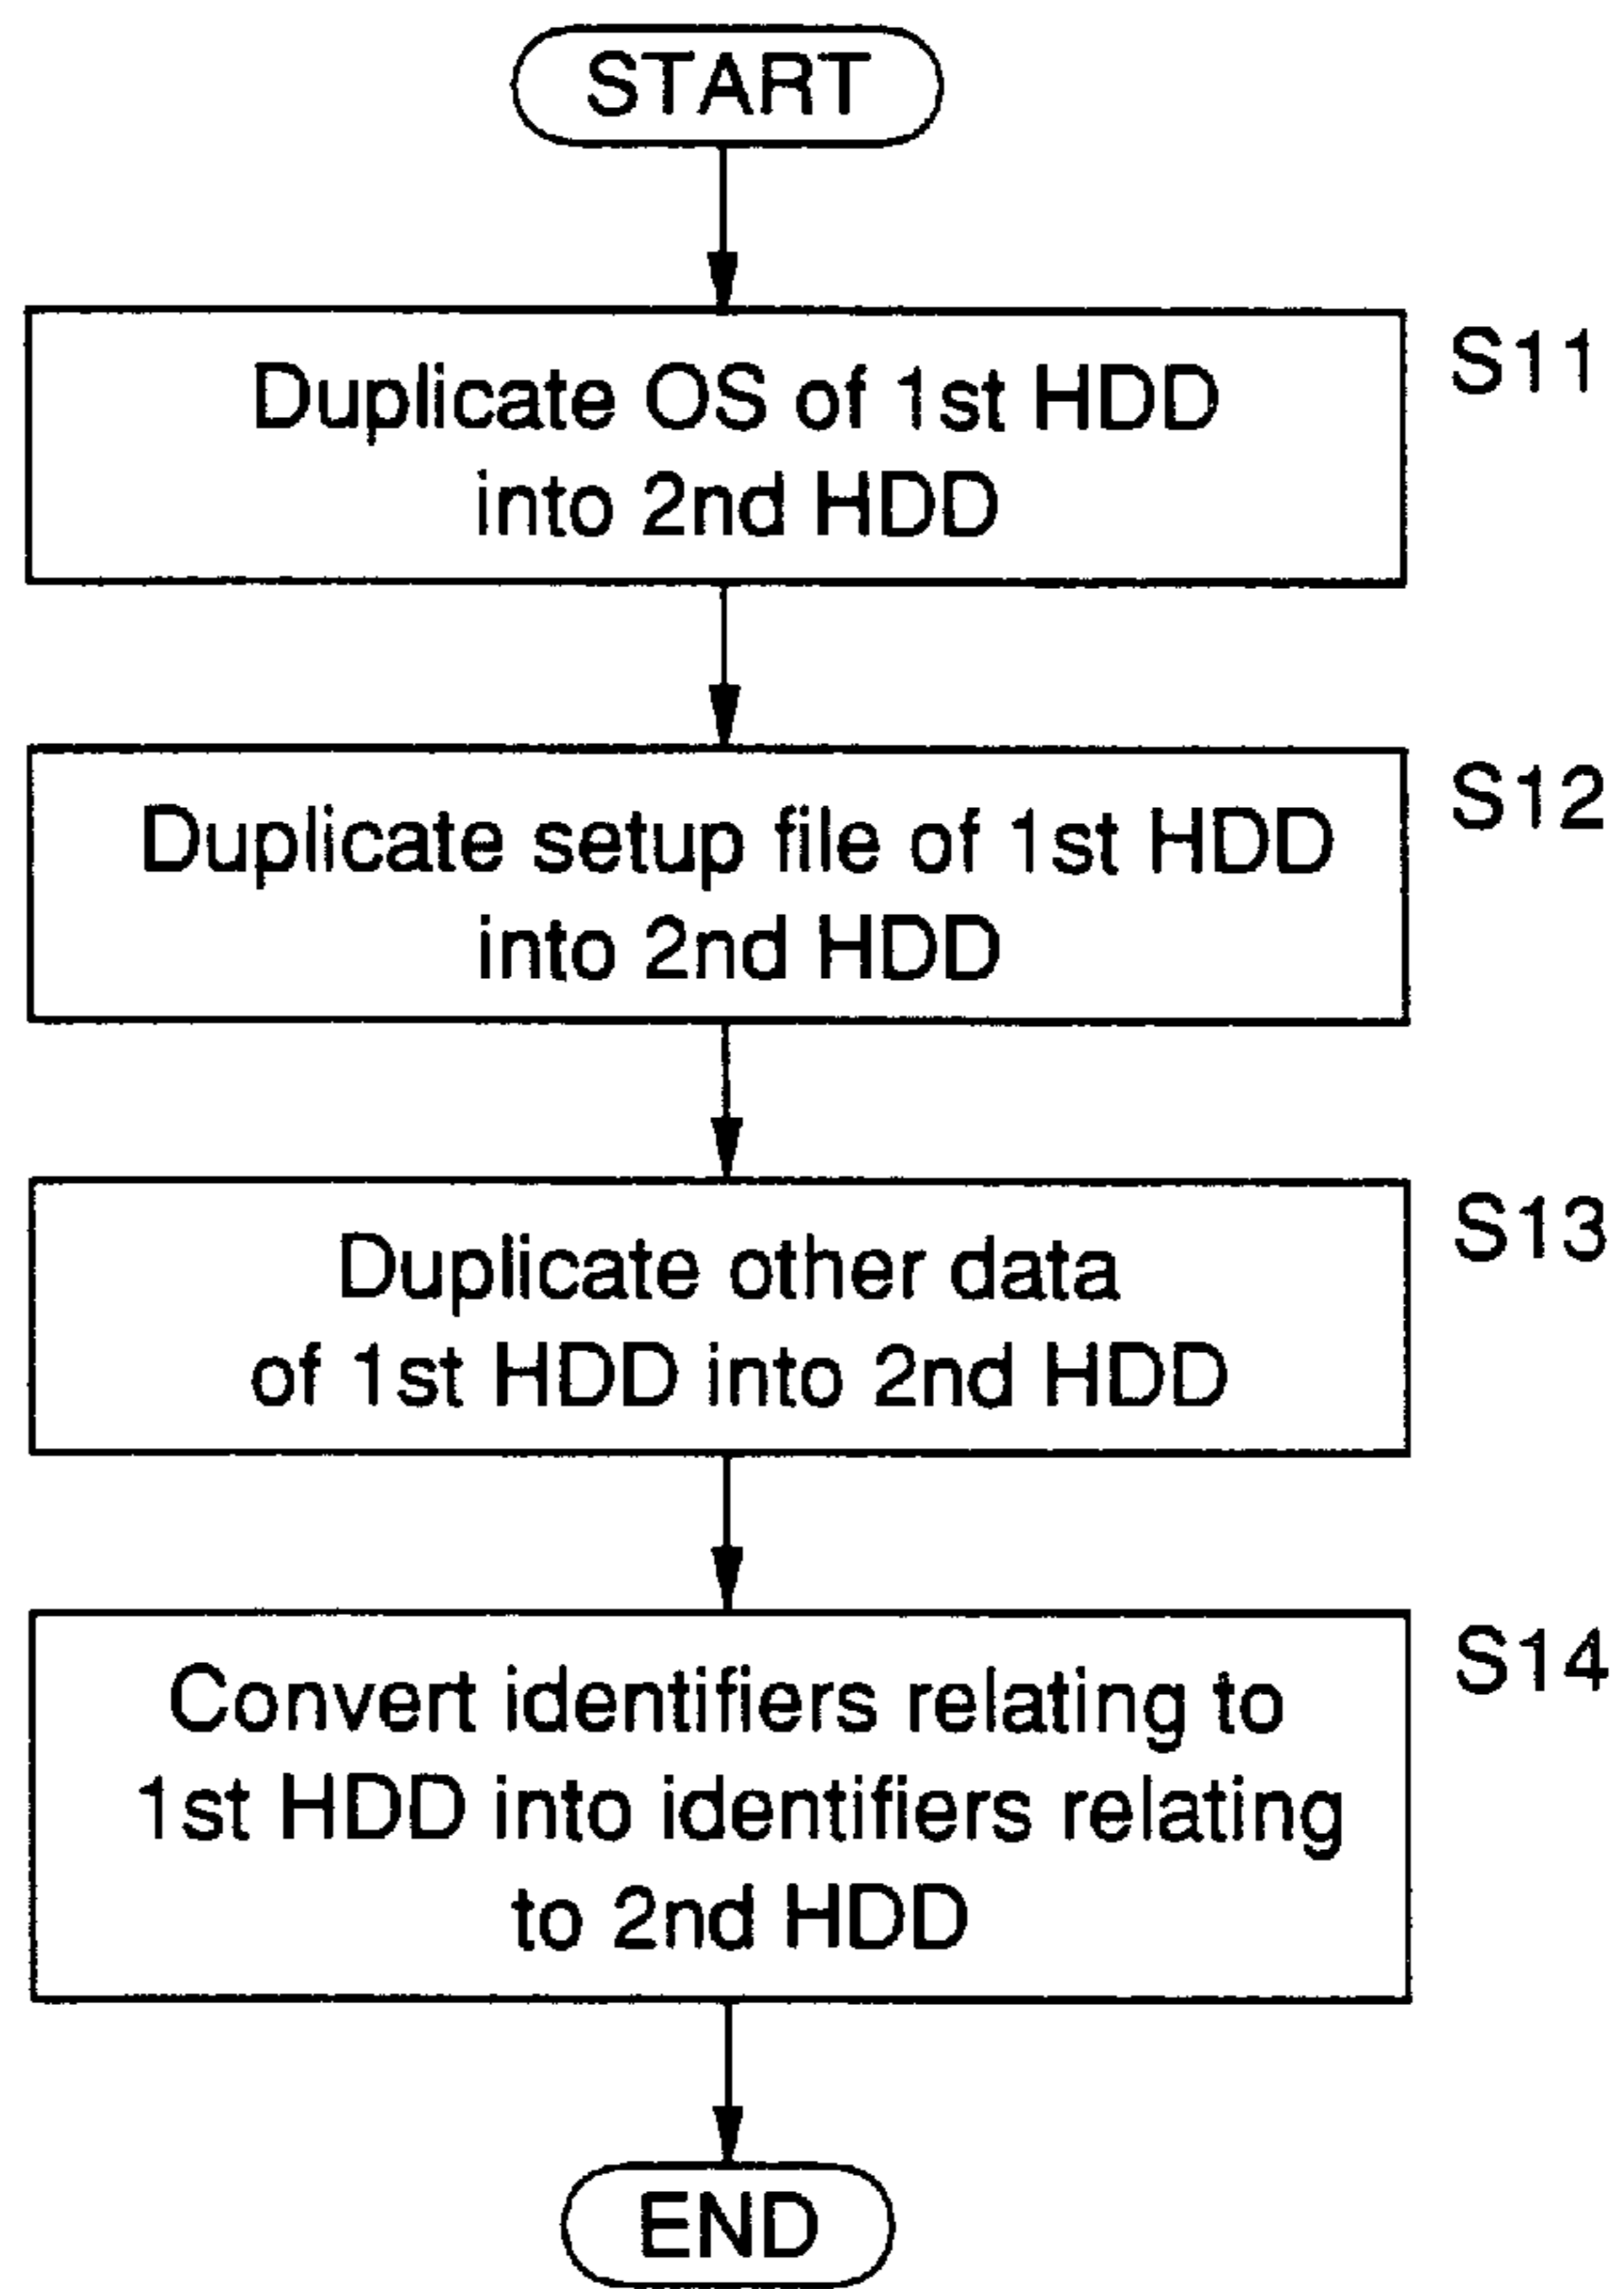 START
Duplicate OS of 1st HDD
into 2nd HDD
S11
Duplicate setup file of 1st HDD
into 2nd HDD
S12
Duplicate other data
of 1st HDD into 2nd HDD
S13
Convert identifiers relating to
1st HDD into identifiers relating
to 2nd HDD
S14
END